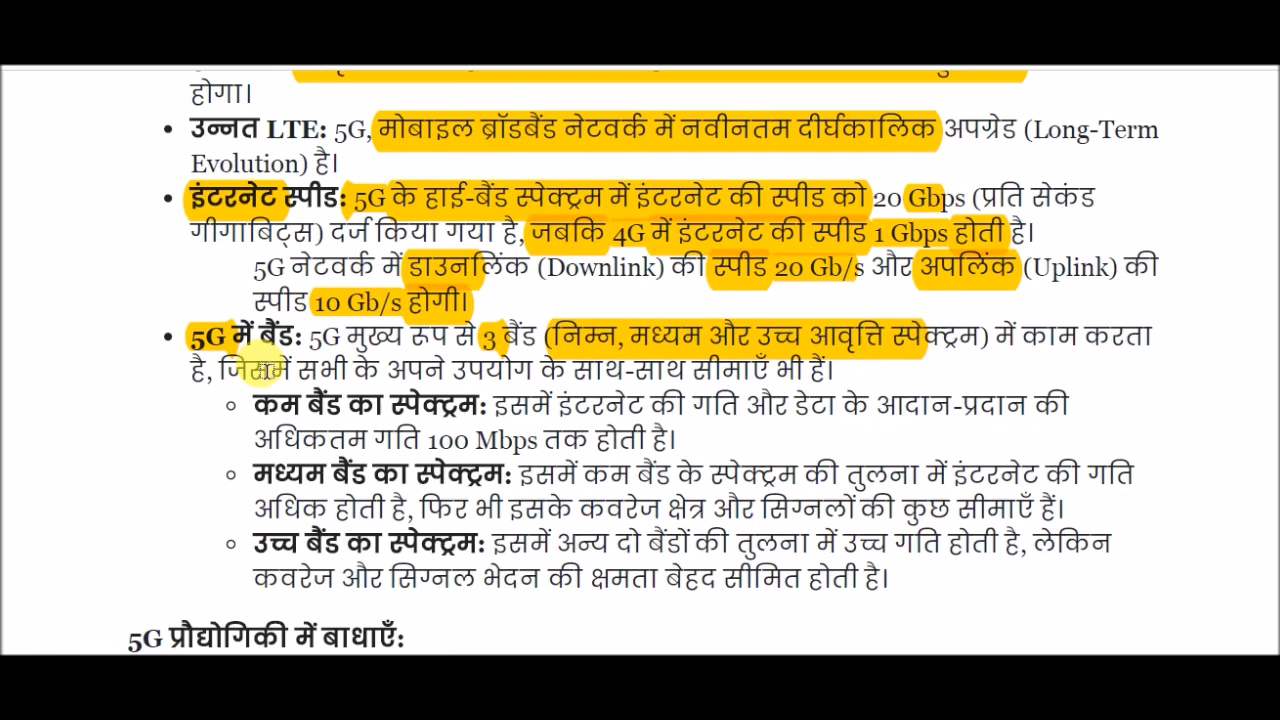 होगा।
• उन्नत LTE: 5G, मोबाइल ब्रॉडबैंड नेटवर्क में नवीनतम दीर्घकालिक अपग्रेड (Long-Term
Evolution) है।
• इंटरनेट स्पीड: 5G के हाई-बैंड स्पेक्ट्रम में इंटरनेट की स्पीड को 20 Gbps (प्रति सेकंड
गीगाबिट्स) दर्ज किया गया है, जबकि 4G में इंटरनेट की स्पीड 1 Gbps होती है।
5G नेटवर्क में डाउनलिंक (Downlink) की स्पीड 20 Gb/s और अपलिंक (Uplink) की
स्पीड 10 Gb/s होगी।
• 5G में बैंड: 5G मुख्य रूप से 3 बैंड (निम्न, मध्यम और उच्च आवृत्ति स्पेक्ट्रम) में काम करता
है, जिसमें सभी के अपने उपयोग के साथ-साथ सीमाएँ भी हैं।
○ कम बैंड का स्पेक्ट्रम: इसमें इंटरनेट की गति और डेटा के आदान-प्रदान की
अधिकतम गति 100 Mbps तक होती है।
○ मध्यम बैंड का स्पेक्ट्रम: इसमें कम बैंड के स्पेक्ट्रम की तुलना में इंटरनेट की गति
अधिक होती है, फिर भी इसके कवरेज क्षेत्र और सिग्नलों की कुछ सीमाएँ हैं।
○ उच्च बैंड का स्पेक्ट्रम: इसमें अन्य दो बैंडों की तुलना में उच्च गति होती है, लेकिन
कवरेज और सिग्नल भेदन की क्षमता बेहद सीमित होती है।
5G प्रौद्योगिकी में बाधाएँ: